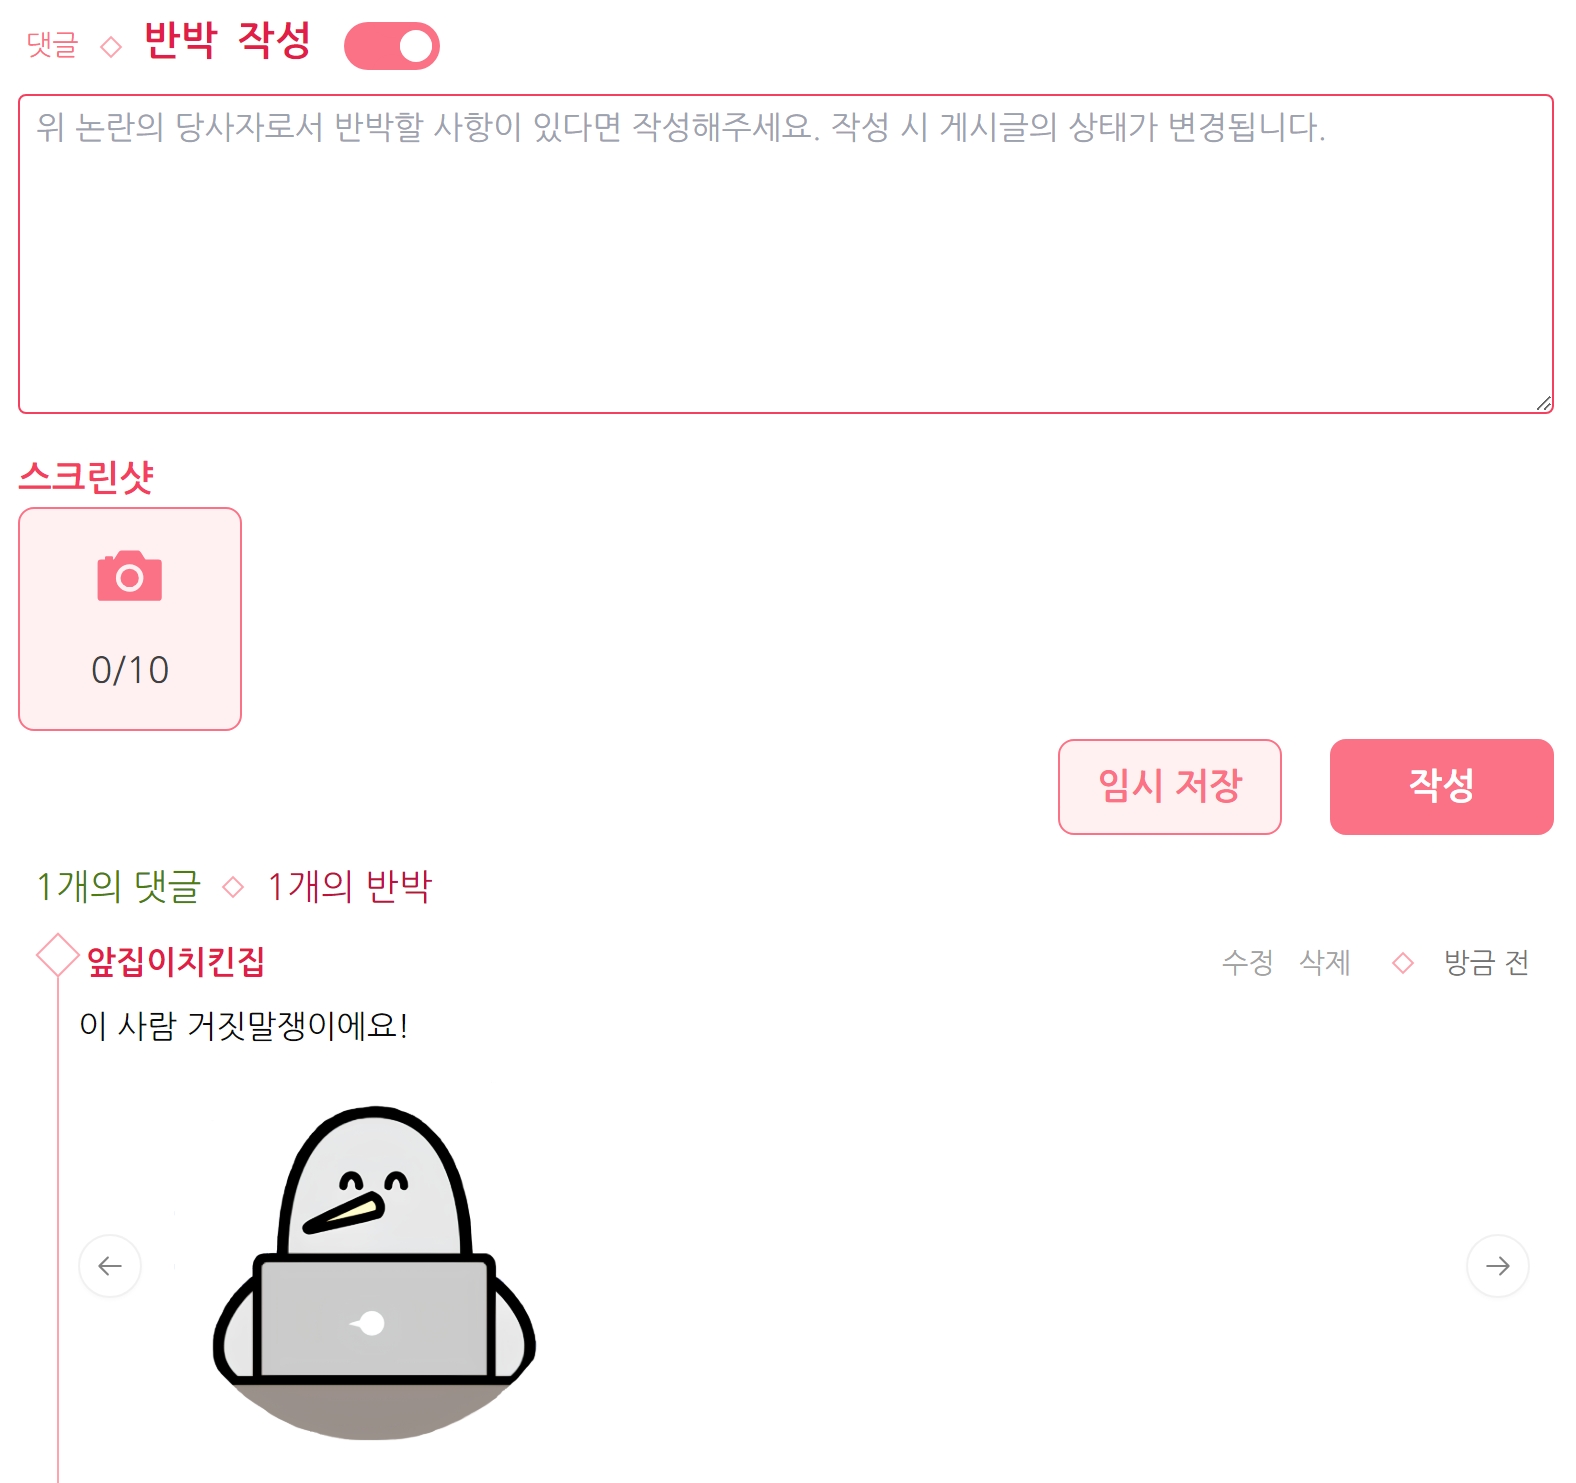 댓글 ◇ 반박 작성
위 논란의 당사자로서 반박할 사항이 있다면 작성해주세요. 작성 시 게시글의 상태가 변경됩니다.
스크린샷
0/10
임시 저장 작성
1개의 댓글 ◇ 1개의 반박
앞집이치킨집 수정 삭제 ◇ 방금 전
이 사람 거짓말쟁이에요!